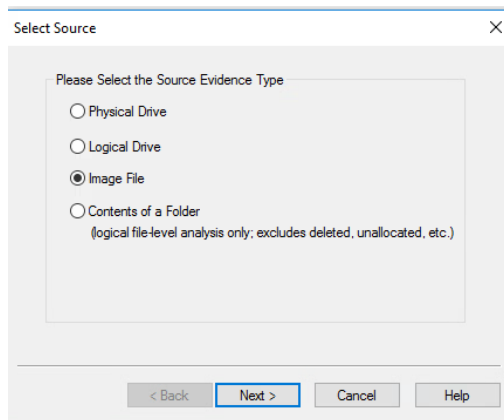 Select Source
Please Select the Source Evidence Type
Physical Drive
Logical Drive
Image File
Contents of a Folder
(logical file-level analysis only; excludes deleted, unallocated, etc.)
< Back Next > Cancel Help